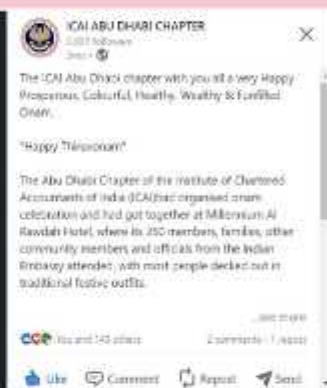 ICAI ABU DHABI CHAPTER
followers
The ICAI Abu Dhabi chapter wish you all a very Happy
Prosperous, Colourful, Healthy, Wealthy & Funfilled
Onam.
"Happy Thiruvonam"
The Abu Dhabi Chapter of the Institute of Chartered
Accountants of India (ICAI)had organised onam
celebration and had got together at Millennium Al
Rawdah Hotel, where its 350 members, families, other
community members and officials from the Indian
Embassy attended, with most people decked out in
traditional festive outfits.
...see more
You and 143 others 2 comments · 1 repost
Like Comment Repost Send